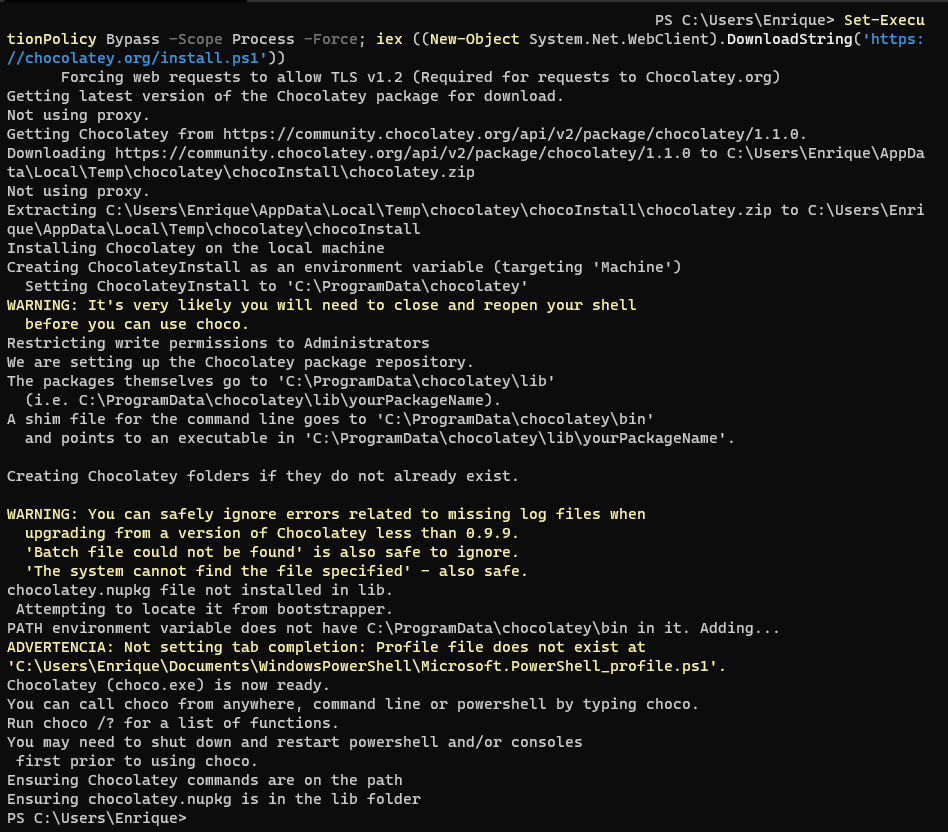 PS C:\Users\Enrique> Set-Execu
tionPolicy Bypass -Scope Process -Force; iex ((New-Object System.Net.WebClient).DownloadString('https:
//chocolatey.org/install.ps1'))
Forcing web requests to allow TLS v1.2 (Required for requests to Chocolatey.org)
Getting latest version of the Chocolatey package for download.
Not using proxy.
Getting Chocolatey from https://community.chocolatey.org/api/v2/package/chocolatey/1.1.0.
Downloading https://community.chocolatey.org/api/v2/package/chocolatey/1.1.0 to C:\Users\Enrique\AppDa
ta\Local\Temp\chocolatey\chocoInstall\chocolatey.zip
Not using proxy.
Extracting C:\Users\Enrique\AppData\Local\Temp\chocolatey\chocoInstall\chocolatey.zip to C:\Users\Enri
que\AppData\Local\Temp\chocolatey\chocoInstall
Installing Chocolatey on the local machine
Creating ChocolateyInstall as an environment variable (targeting 'Machine')
  Setting ChocolateyInstall to 'C:\ProgramData\chocolatey'
WARNING: It's very likely you will need to close and reopen your shell
  before you can use choco.
Restricting write permissions to Administrators
We are setting up the Chocolatey package repository.
The packages themselves go to 'C:\ProgramData\chocolatey\lib'
  (i.e. C:\ProgramData\chocolatey\lib\yourPackageName).
A shim file for the command line goes to 'C:\ProgramData\chocolatey\bin'
  and points to an executable in 'C:\ProgramData\chocolatey\lib\yourPackageName'.

Creating Chocolatey folders if they do not already exist.

WARNING: You can safely ignore errors related to missing log files when
  upgrading from a version of Chocolatey less than 0.9.9.
  'Batch file could not be found' is also safe to ignore.
  'The system cannot find the file specified' - also safe.
chocolatey.nupkg file not installed in lib.
 Attempting to locate it from bootstrapper.
PATH environment variable does not have C:\ProgramData\chocolatey\bin in it. Adding...
ADVERTENCIA: Not setting tab completion: Profile file does not exist at
'C:\Users\Enrique\Documents\WindowsPowerShell\Microsoft.PowerShell_profile.ps1'.
Chocolatey (choco.exe) is now ready.
You can call choco from anywhere, command line or powershell by typing choco.
Run choco /? for a list of functions.
You may need to shut down and restart powershell and/or consoles
 first prior to using choco.
Ensuring Chocolatey commands are on the path
Ensuring chocolatey.nupkg is in the lib folder
PS C:\Users\Enrique>